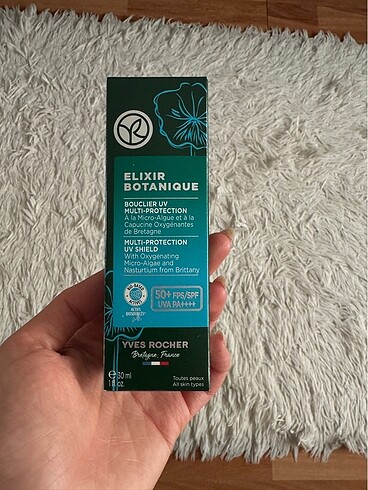 YR
ELIXIR
BOTANIQUE
BOUCLIER UV
MULTI-PROTECTION
À la Micro-Algue et à la
Capucine Oxygénantes
de Bretagne
MULTI-PROTECTION
UV SHIELD
With Oxygenating
Micro-Algae and
Nasturtium from Brittany
50+ FPS/SPF
UVA PA++++
YVES ROCHER
Bretagne, France
e 30 ml
1 fl. oz.
Toutes peaux
All skin types